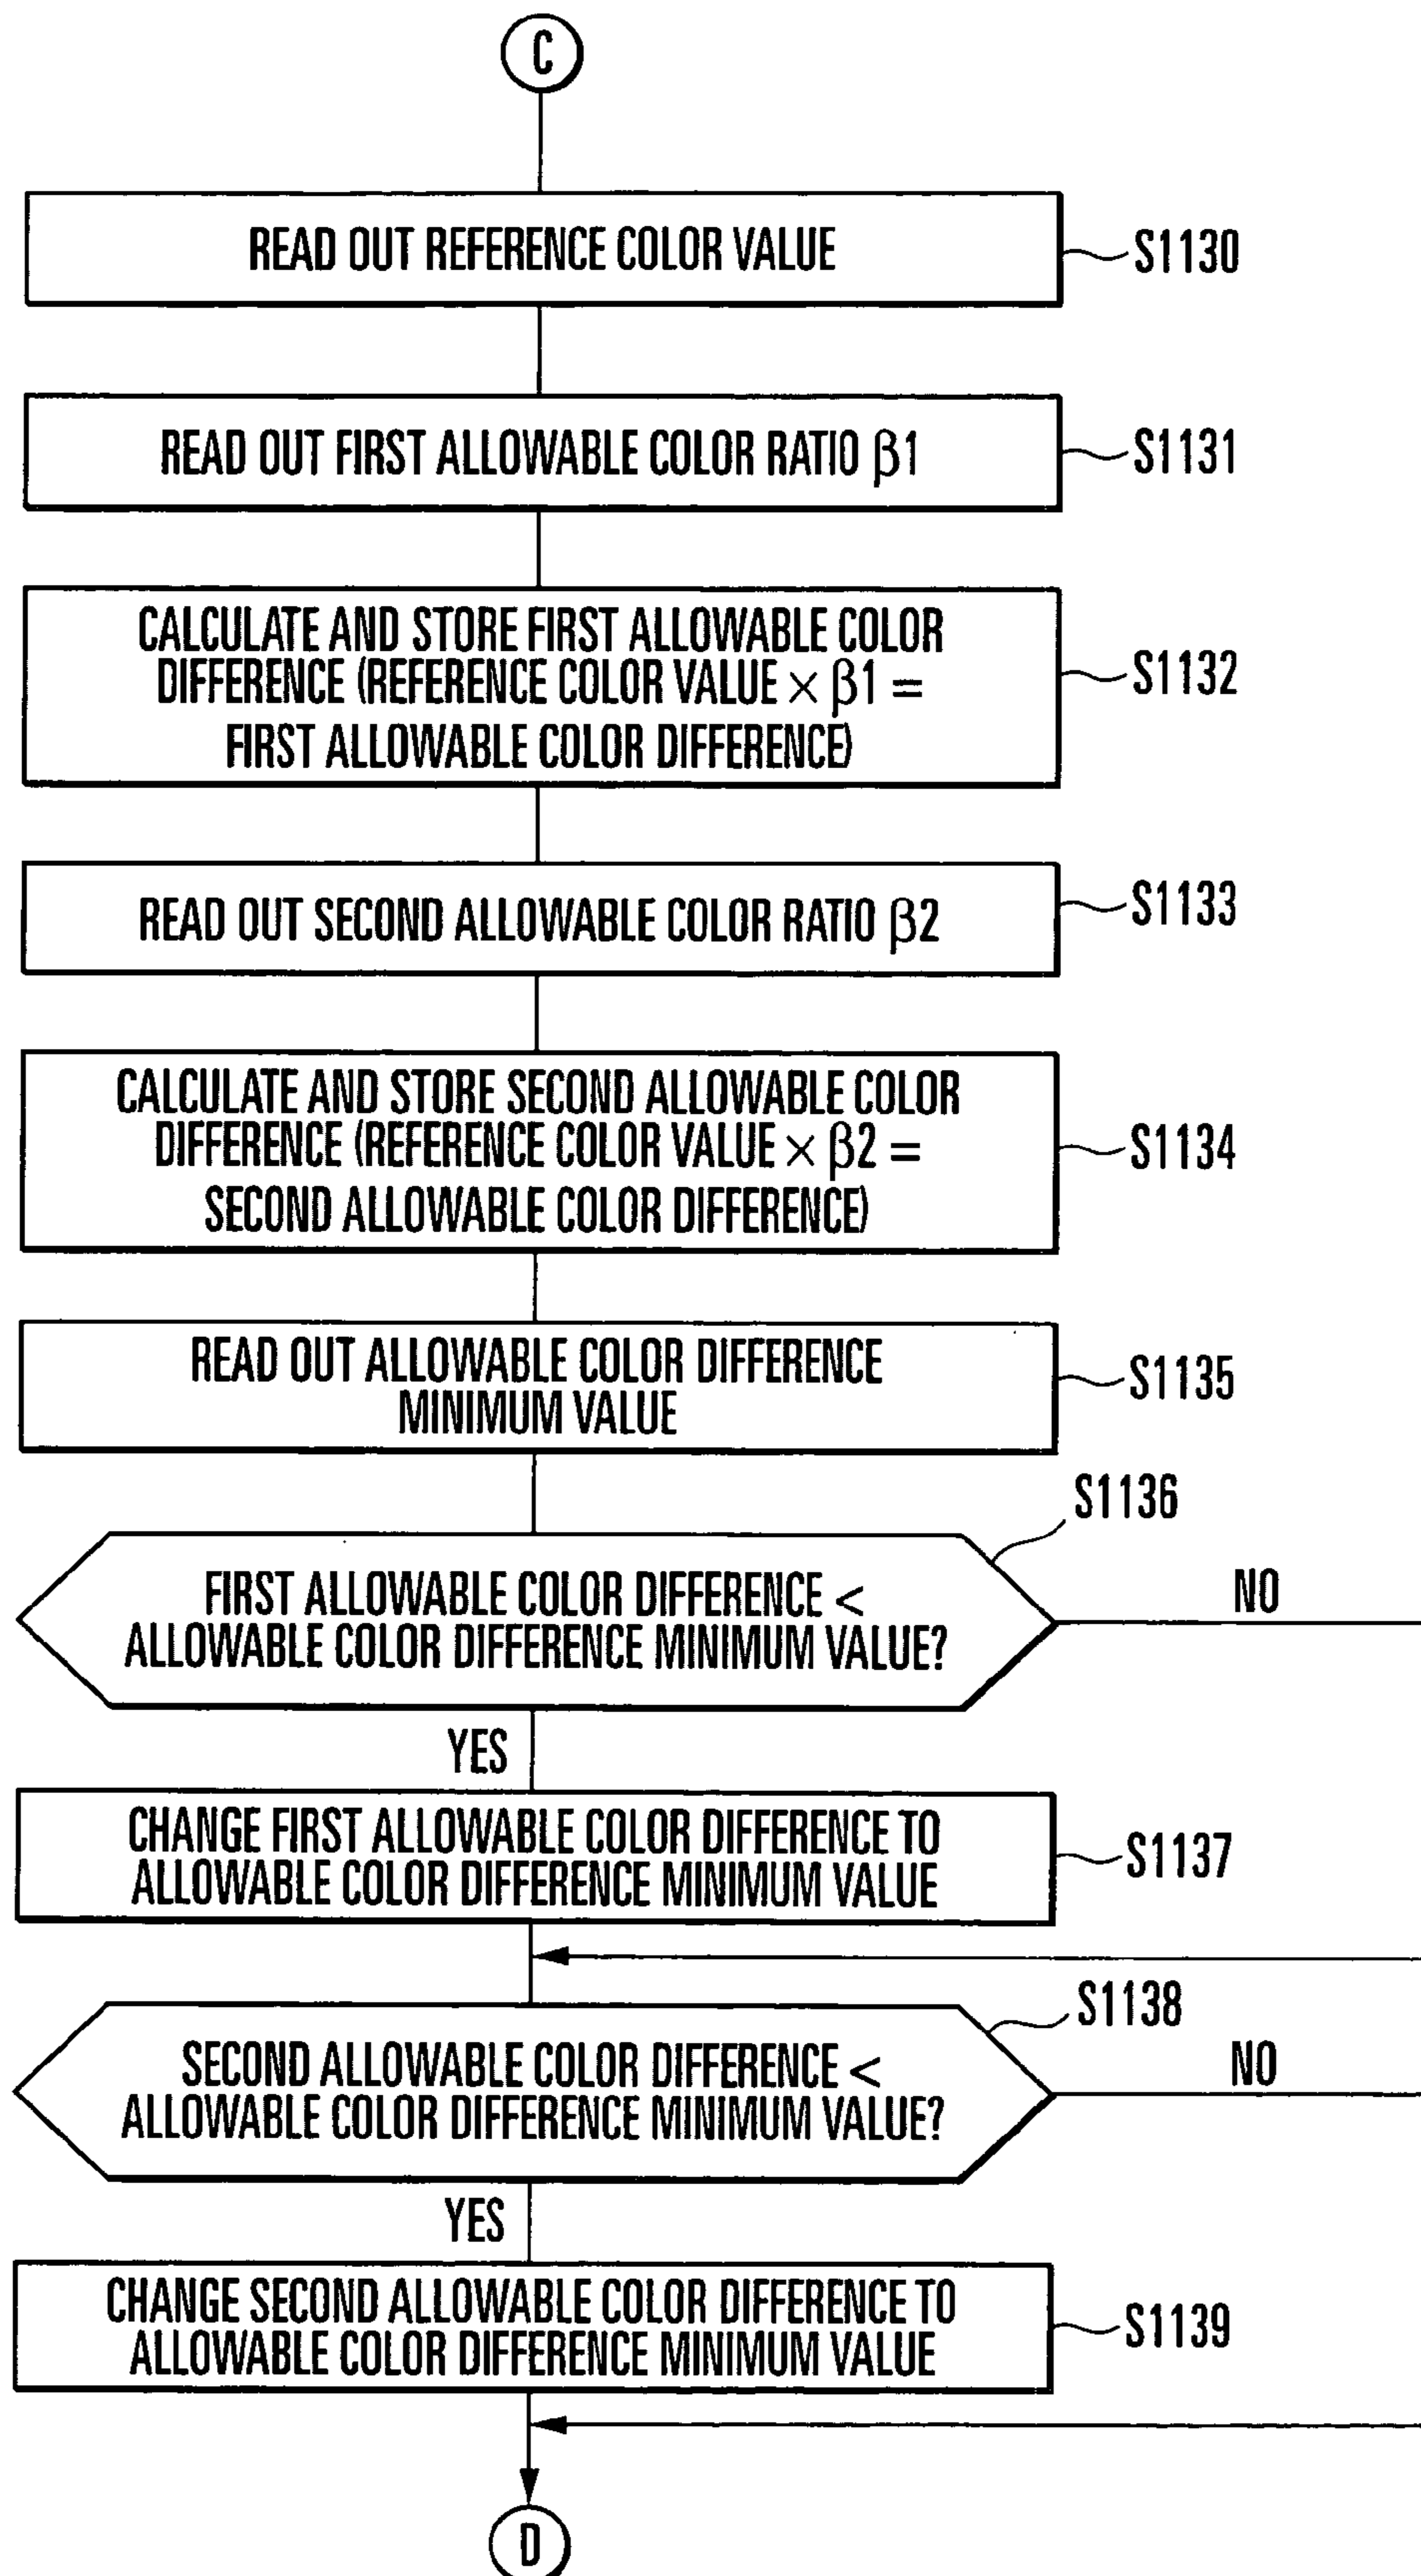 C
READ OUT REFERENCE COLOR VALUE
S1130
READ OUT FIRST ALLOWABLE COLOR RATIO β1
S1131
CALCULATE AND STORE FIRST ALLOWABLE COLOR
DIFFERENCE (REFERENCE COLOR VALUE × β1 =
FIRST ALLOWABLE COLOR DIFFERENCE)
S1132
READ OUT SECOND ALLOWABLE COLOR RATIO β2
S1133
CALCULATE AND STORE SECOND ALLOWABLE COLOR
DIFFERENCE (REFERENCE COLOR VALUE × β2 =
SECOND ALLOWABLE COLOR DIFFERENCE)
S1134
READ OUT ALLOWABLE COLOR DIFFERENCE
MINIMUM VALUE
S1135
S1136
FIRST ALLOWABLE COLOR DIFFERENCE <
ALLOWABLE COLOR DIFFERENCE MINIMUM VALUE?
NO
YES
CHANGE FIRST ALLOWABLE COLOR DIFFERENCE TO
ALLOWABLE COLOR DIFFERENCE MINIMUM VALUE
S1137
S1138
SECOND ALLOWABLE COLOR DIFFERENCE <
ALLOWABLE COLOR DIFFERENCE MINIMUM VALUE?
NO
YES
CHANGE SECOND ALLOWABLE COLOR DIFFERENCE TO
ALLOWABLE COLOR DIFFERENCE MINIMUM VALUE
S1139
D